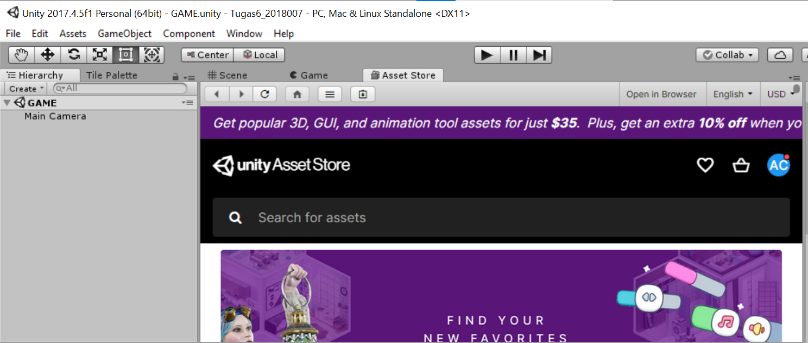 Unity 2017.4.5f1 Personal (64bit) - GAME.unity - Tugas6_2018007 - PC, Mac & Linux Standalone <DX11>
File Edit Assets GameObject Component Window Help
Center Local Collab
Hierarchy Tile Palette Scene Game Asset Store
Create All Open in Browser English USD
GAME
Main Camera
Get popular 3D, GUI, and animation tool assets for just $35. Plus, get an extra 10% off when yo
unity Asset Store AC
Search for assets
FIND YOUR
NEW FAVORITES